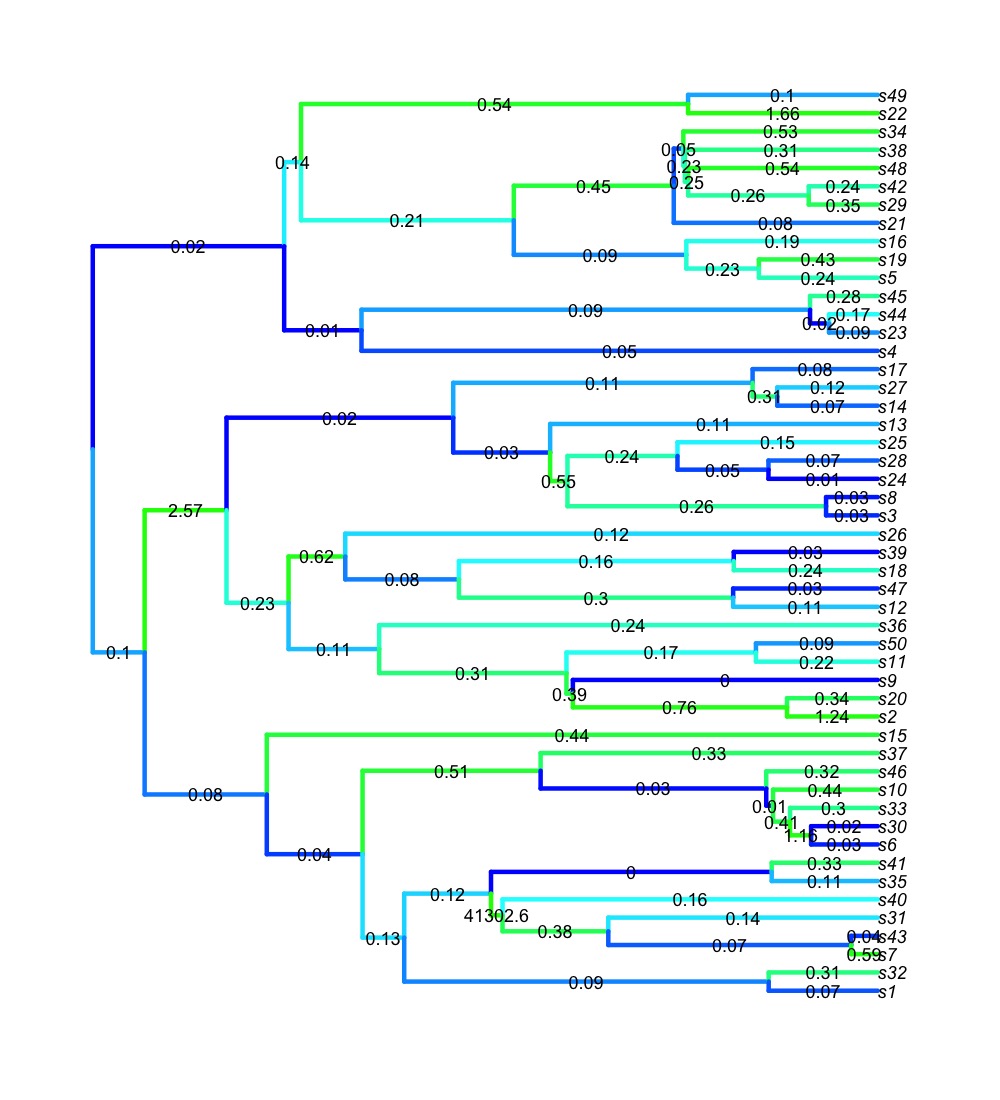 0.1 s49
0.54
1.66 s22
0.53 s34
0.05 0.31 s38
0.14
0.23 0.54 s48
0.25
0.45 0.24 s42
0.26
0.35 s29
0.21 0.08 s21
0.19 s16
0.02
0.09 0.43 s19
0.23
0.24 s5
0.28 s45
0.09 0.17 s44
0.02
0.01 0.09 s23
0.05 s4
0.08 s17
0.11 0.12 s27
0.31
0.07 s14
0.02 0.11 s13
0.15 s25
0.03 0.24 0.07 s28
0.05
0.01 s24
0.55
0.03 s8
0.26
2.57 0.03 s3
0.12 s26
0.62 0.03 s39
0.16
0.24 s18
0.08 0.03 s47
0.3
0.23 0.11 s12
0.24 s36
0.11 0.09 s50
0.1 0.17
0.22 s11
0.31 0 s9
0.39 0.34 s20
0.76
1.24 s2
0.44 s15
0.33 s37
0.51 0.32 s46
0.03 0.44 s10
0.08
0.01 0.3 s33
0.41 0.02 s30
1.16
0.03 s6
0.04
0.33 s41
0
0.11 s35
0.12 0.16 s40
41302.6 0.14 s31
0.38
0.13 0.04 s43
0.07
0.59 s7
0.31 s32
0.09
0.07 s1